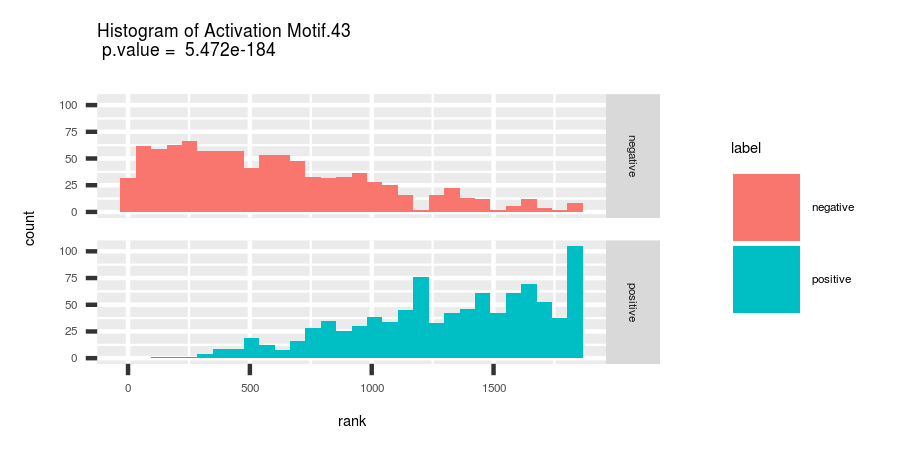 Histogram of Activation Motif.43
p.value =  5.472e-184
100
75
50
25
0
negative
100
75
50
25
0
positive
0 500 1000 1500
rank
count
label
negative
positive